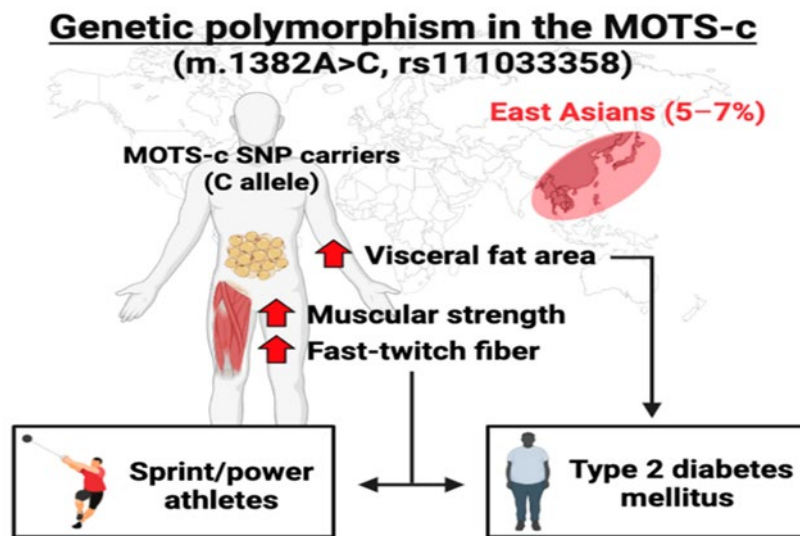 Genetic polymorphism in the MOTS-c
(m.1382A>C, rs111033358)
East Asians (5–7%)
MOTS-c SNP carriers
(C allele)
Visceral fat area
Muscular strength
Fast-twitch fiber
Sprint/power
athletes
Type 2 diabetes
mellitus